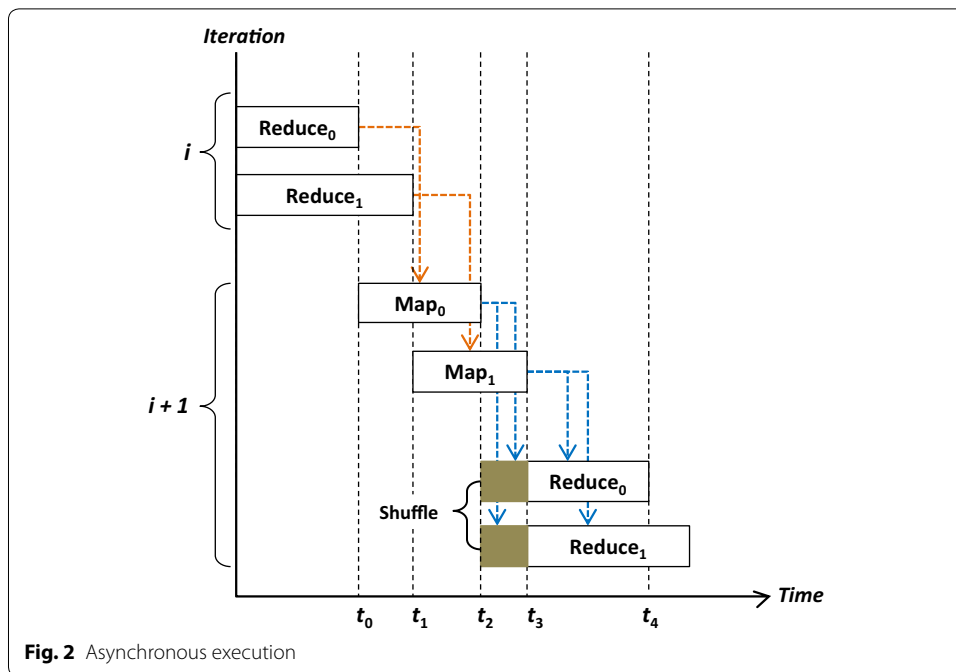 Iteration
Reduce₀
i
Reduce₁
Map₀
Map₁
i + 1
Reduce₀
Shuffle
Reduce₁
Time
t₀ t₁ t₂ t₃ t₄
Fig. 2 Asynchronous execution